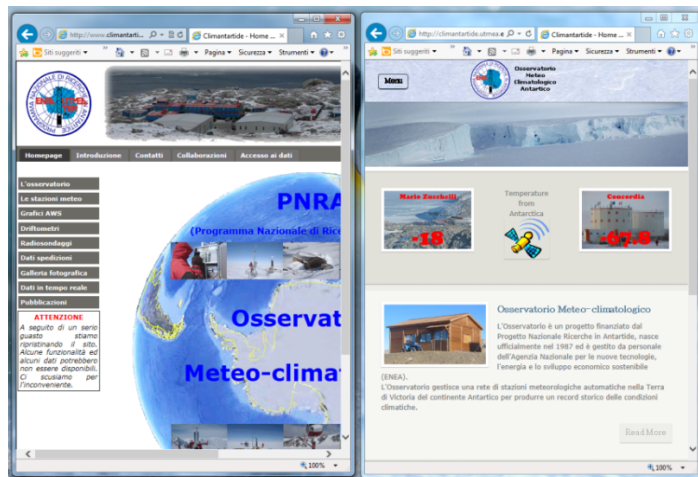 http://www.climantarti...
Climantartide - Home ...
Siti suggeriti
Pagina
Sicurezza
Strumenti
PROGRAMMA NAZIONALE DI RICERCHE
Homepage Introduzione Contatti Collaborazioni Accesso ai dati
L'osservatorio
Le stazioni meteo
Grafici AWS
Driftometri
Radiosondaggi
Dati spedizioni
Galleria fotografica
Dati in tempo reale
Pubblicazioni
ATTENZIONE
A seguito di un serio
guasto stiamo
ripristinando il sito.
Alcune funzionalità ed
alcuni dati potrebbero
non essere disponibili.
Ci scusiamo per
l'inconveniente.
PNRA
(Programma Nazionale di Rice
Osservat
Meteo-clima
100%
http://climantartide.utmea.e
Climantartide - Home ...
Siti suggeriti
Pagina
Sicurezza
Strumenti
Menu
Osservatorio
Meteo
Climatologico
Antartico
Mario Zucchelli
-18
Temperature
from
Antarctica
Concordia
-67.8
Osservatorio Meteo-climatologico
L'Osservatorio è un progetto finanziato dal
Progetto Nazionale Ricerche in Antartide, nasce
ufficialmente nel 1987 ed è gestito da personale
dell'Agenzia Nazionale per le nuove tecnologie,
l'energia e lo sviluppo economico sostenibile
(ENEA).
L'Osservatorio gestisce una rete di stazioni meteorologiche automatiche nella Terra
di Victoria del continente Antartico per produrre un record storico delle condizioni
climatiche.
Read More
100%